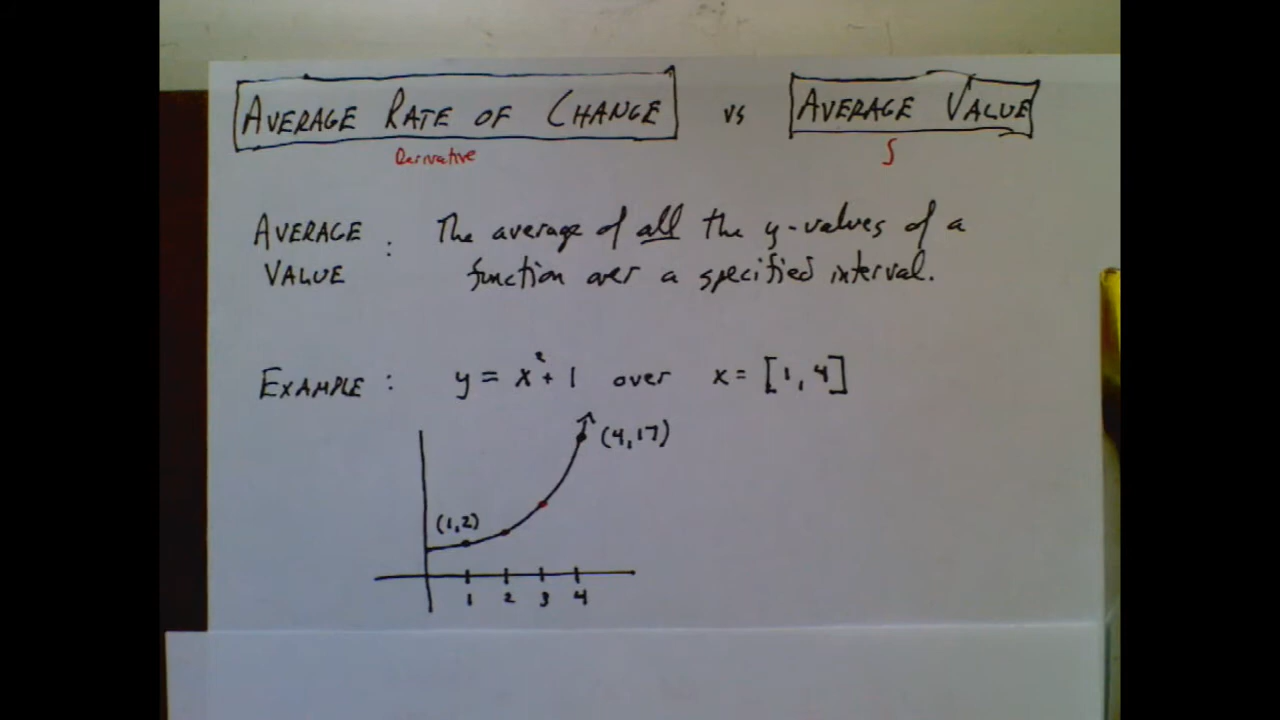 AVERAGE RATE OF CHANGE vs AVERAGE VALUE
Derivative ∫
AVERAGE VALUE : The average of all the y-values of a
function over a specified interval.
EXAMPLE : y = x² + 1 over x = [1, 4]
(4,17)
(1,2)
1 2 3 4